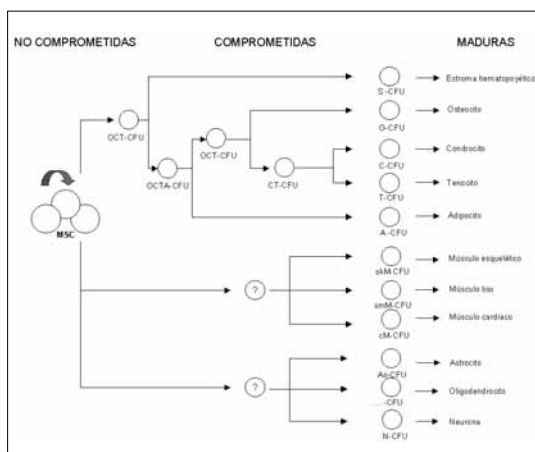 NO COMPROMETIDAS
COMPROMETIDAS
MADURAS
S-CFU
Estroma hematopoyético
OCT-CFU
OCT-CFU
O-CFU
Osteocito
OCTA-CFU
CT-CFU
C-CFU
Condrocito
T-CFU
Tenocito
MSC
A-CFU
Adipocito
skM-CFU
Músculo esquelético
?
smM-CFU
Músculo liso
cM-CFU
Músculo cardíaco
As-CFU
Astrocito
?
-CFU
Oligodendrocito
N-CFU
Neurona